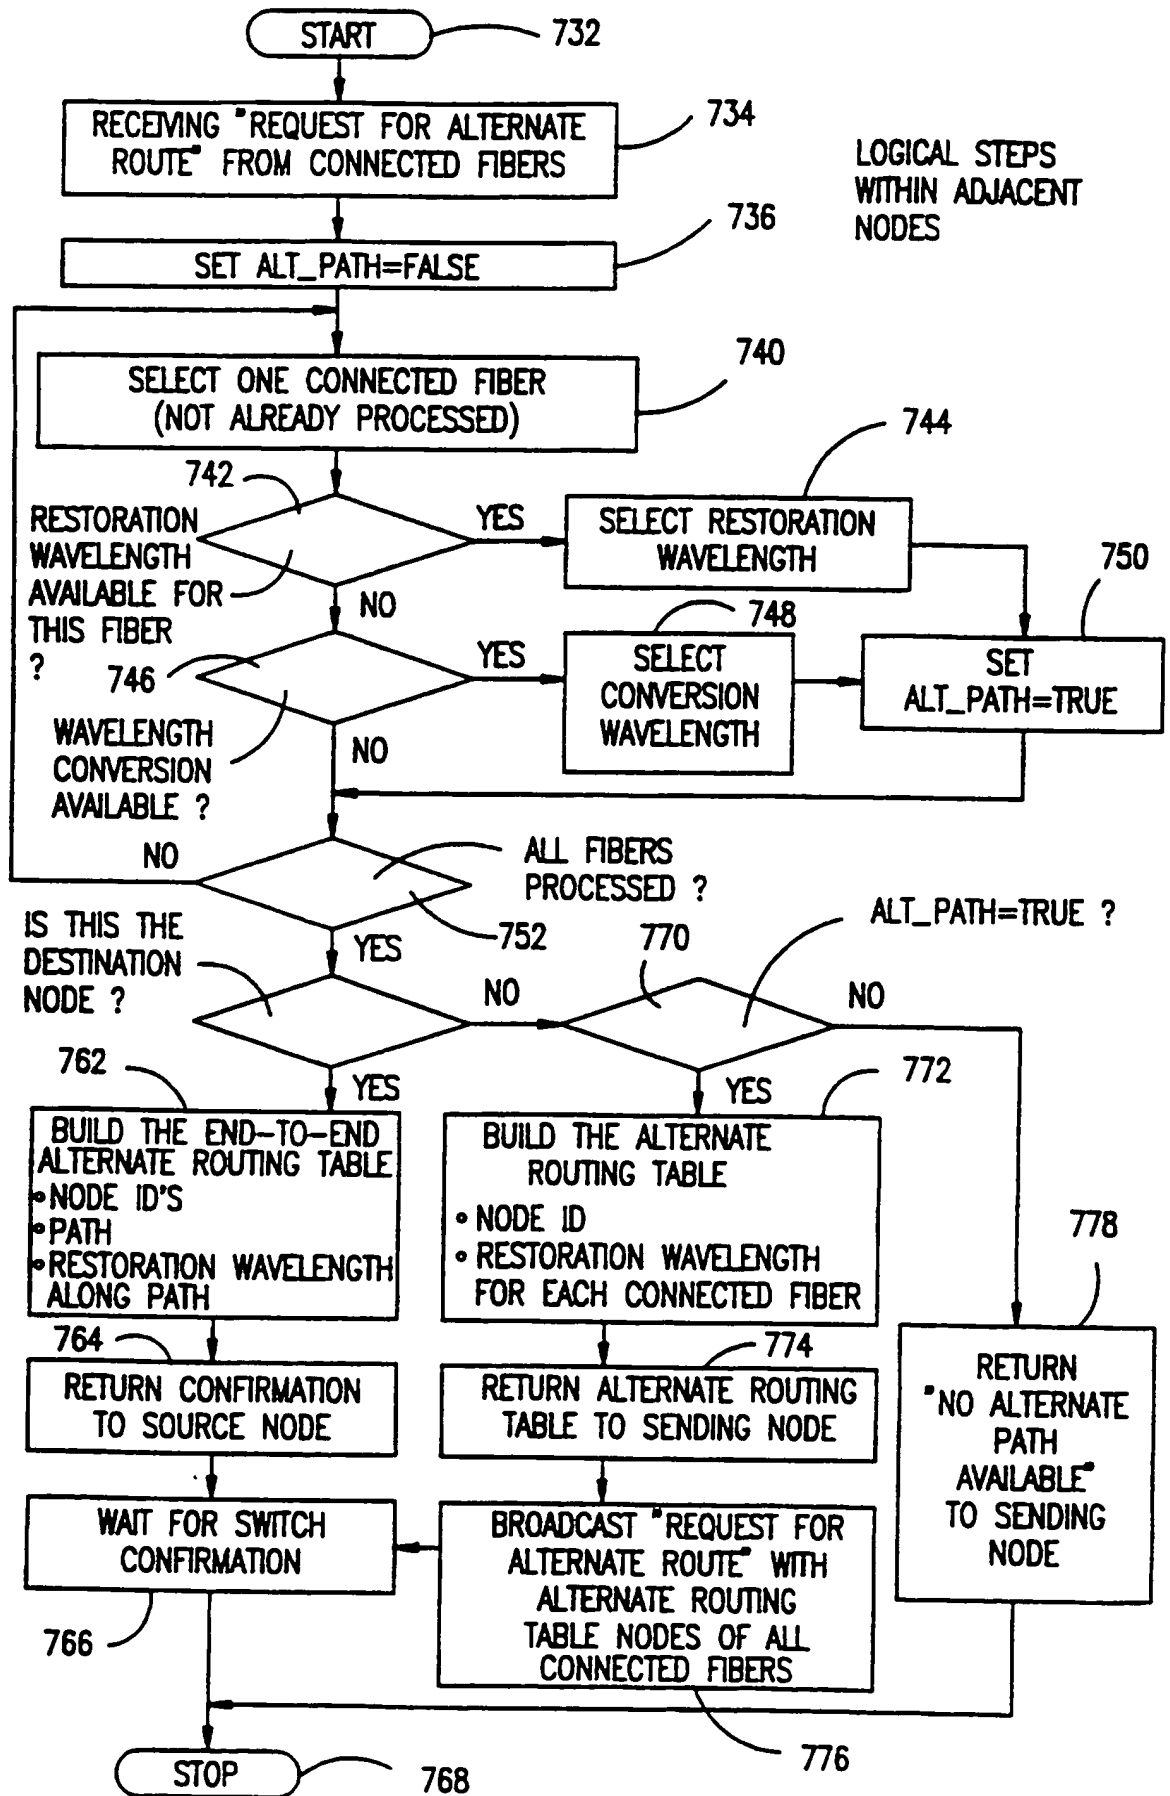 START
732
RECEIVING "REQUEST FOR ALTERNATE
ROUTE" FROM CONNECTED FIBERS
734
LOGICAL STEPS
WITHIN ADJACENT
NODES
736
SET ALT_PATH=FALSE
740
SELECT ONE CONNECTED FIBER
(NOT ALREADY PROCESSED)
744
742
RESTORATION
WAVELENGTH
AVAILABLE FOR
THIS FIBER
?
YES
SELECT RESTORATION
WAVELENGTH
750
NO
748
746
YES
SELECT
CONVERSION
WAVELENGTH
SET
ALT_PATH=TRUE
WAVELENGTH
CONVERSION
AVAILABLE ?
NO
NO
ALL FIBERS
PROCESSED ?
752
YES
IS THIS THE
DESTINATION
NODE ?
NO
770
ALT_PATH=TRUE ?
NO
762
YES
YES
772
BUILD THE END-TO-END
ALTERNATE ROUTING TABLE
•NODE ID'S
•PATH
•RESTORATION WAVELENGTH
ALONG PATH
BUILD THE ALTERNATE
ROUTING TABLE
• NODE ID
• RESTORATION WAVELENGTH
FOR EACH CONNECTED FIBER
778
764
RETURN CONFIRMATION
TO SOURCE NODE
774
RETURN ALTERNATE ROUTING
TABLE TO SENDING NODE
RETURN
"NO ALTERNATE
PATH
AVAILABLE"
TO SENDING
NODE
WAIT FOR SWITCH
CONFIRMATION
766
BROADCAST "REQUEST FOR
ALTERNATE ROUTE" WITH
ALTERNATE ROUTING
TABLE NODES OF ALL
CONNECTED FIBERS
776
STOP
768